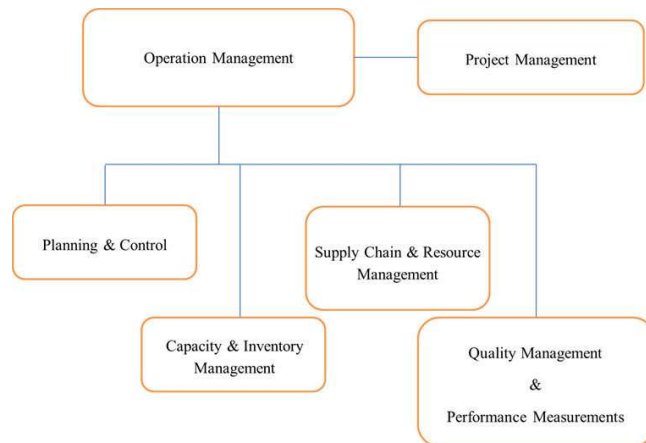 Operation Management
Project Management
Planning & Control
Supply Chain & Resource
Management
Capacity & Inventory
Management
Quality Management
&
Performance Measurements